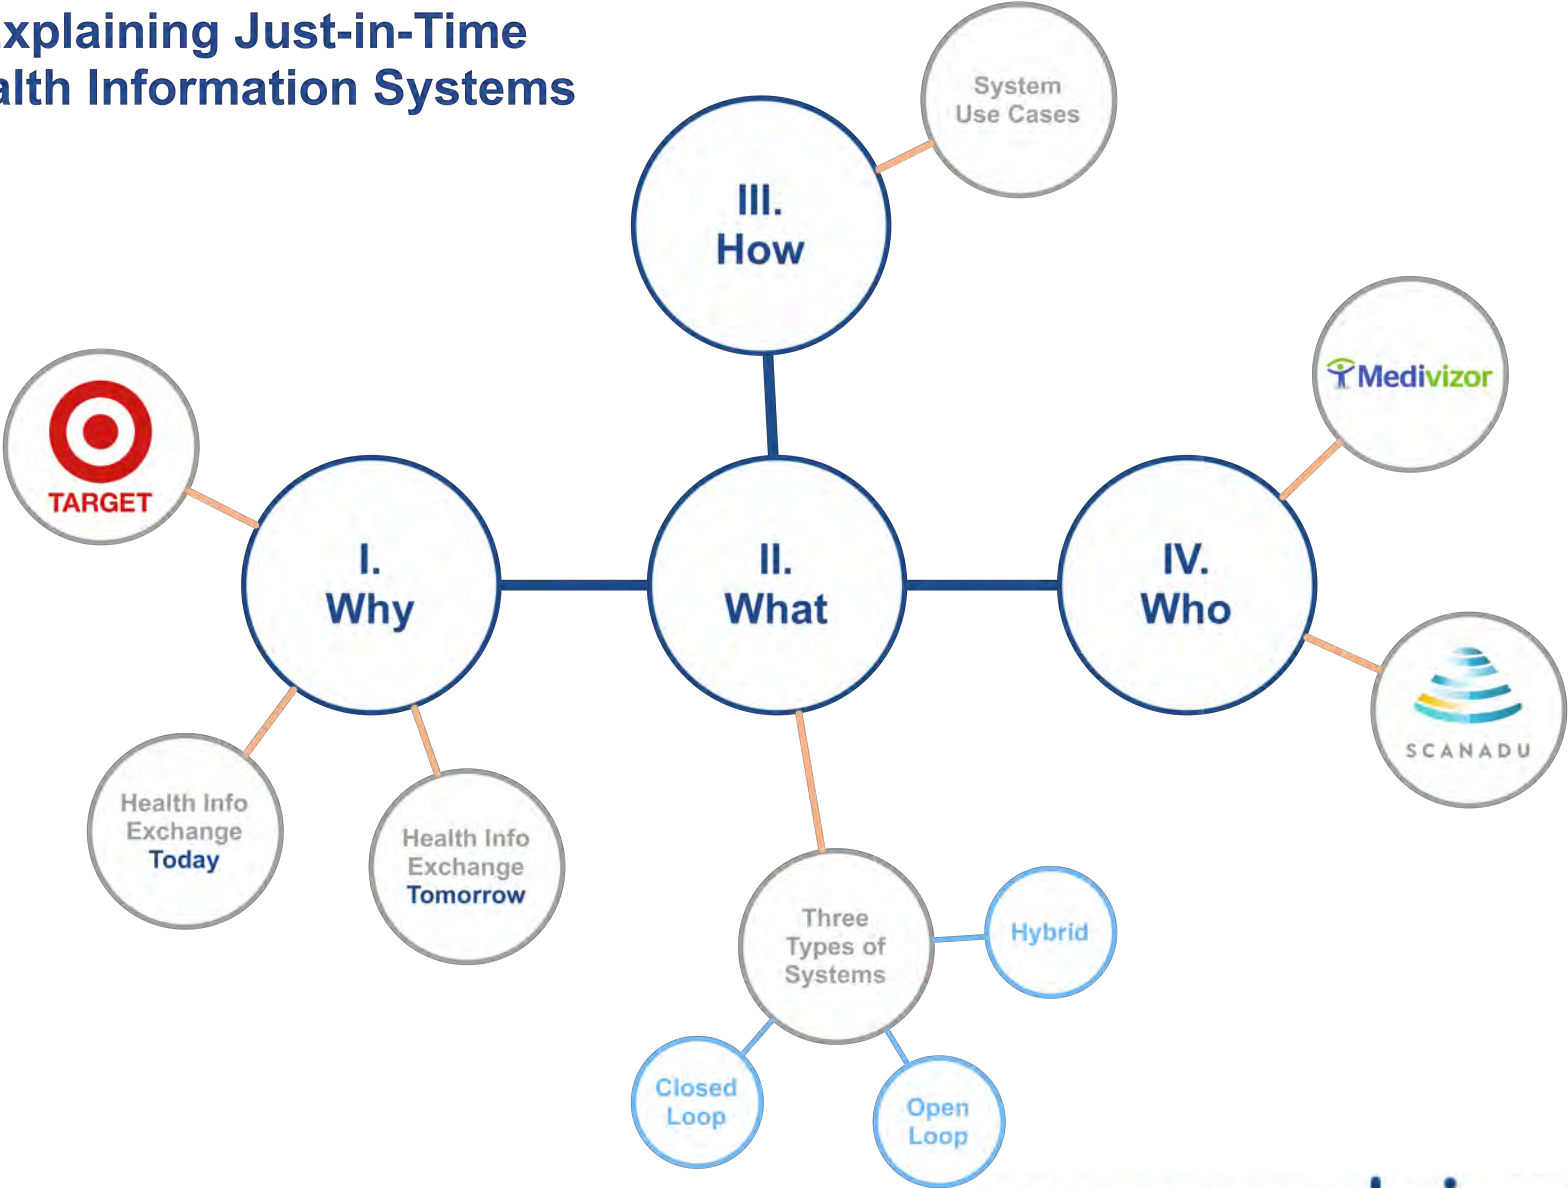 xplaining Just-in-Time
alth Information Systems
System
Use Cases
III.
How
Medivizor
TARGET
I.
Why
II.
What
IV.
Who
SCANADU
Health Info
Exchange
Today
Health Info
Exchange
Tomorrow
Three
Types of
Systems
Hybrid
Closed
Loop
Open
Loop